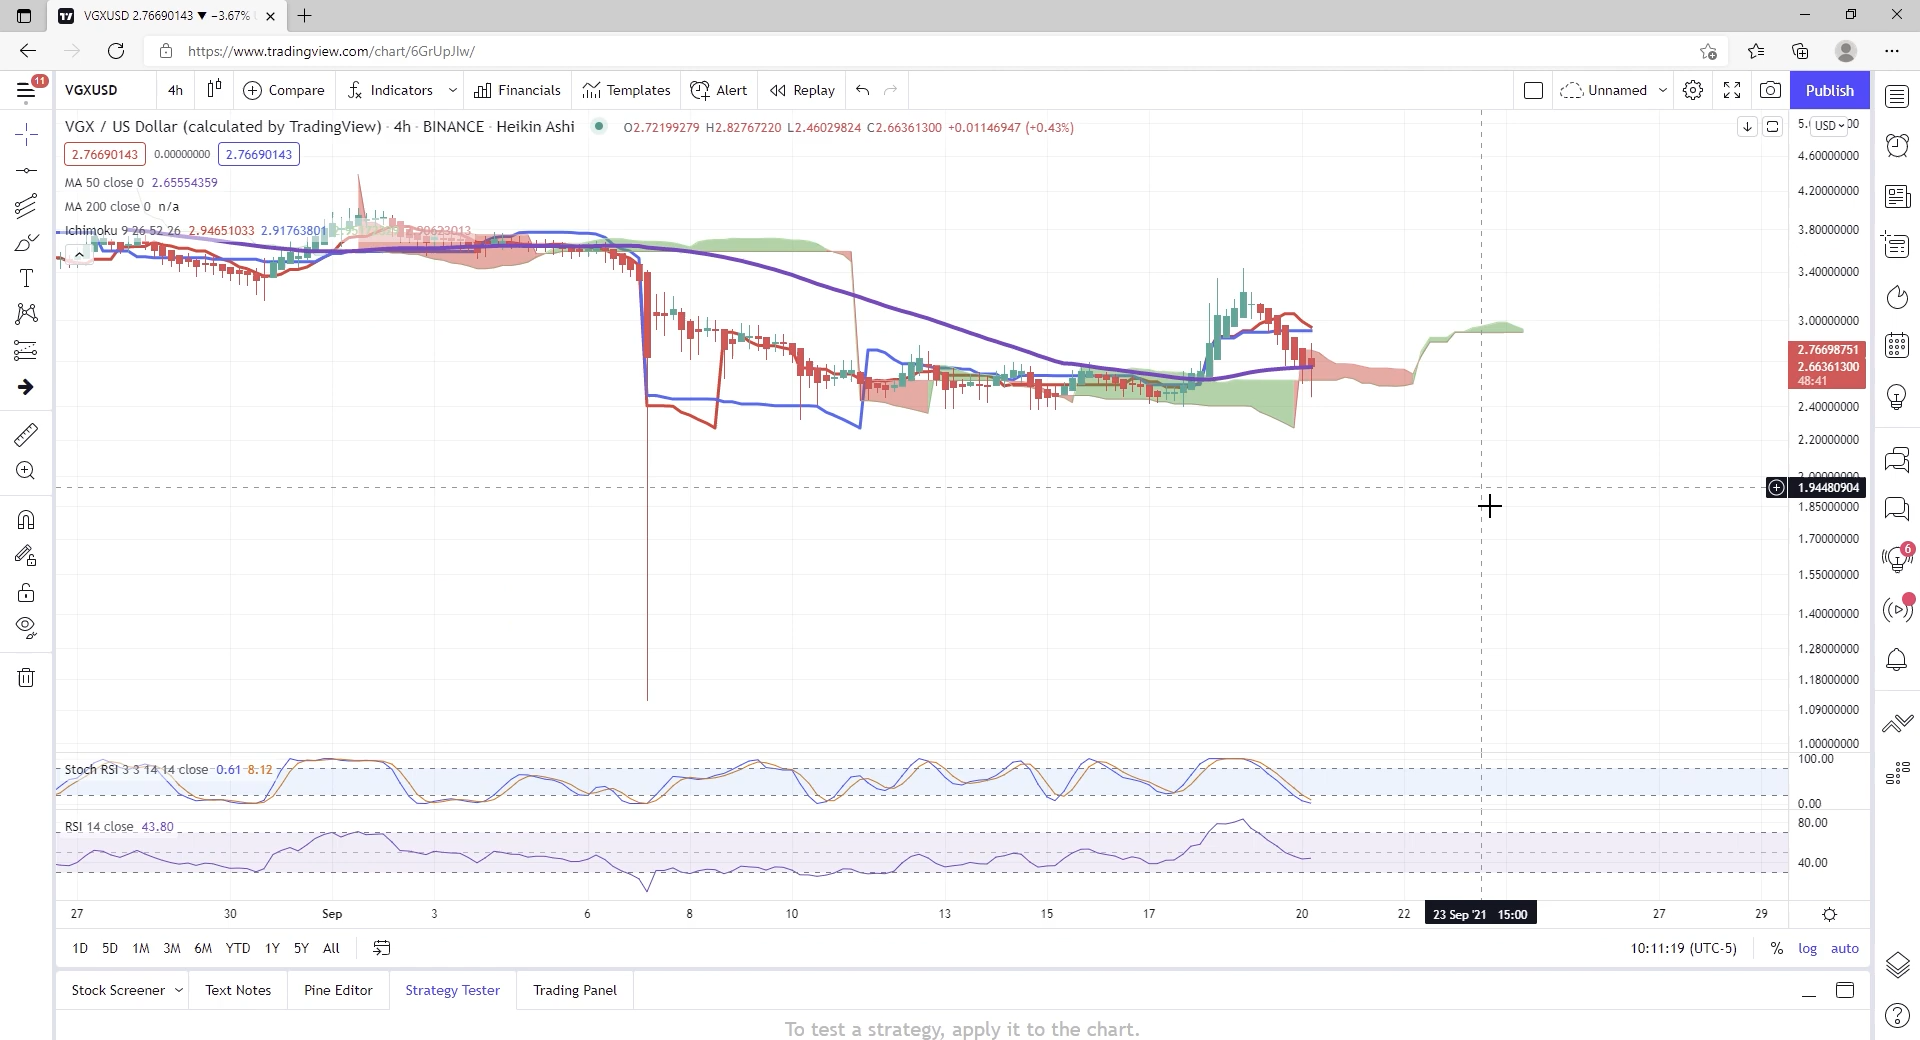 VGXUSD 2.76690143 ▼ −3.67%
https://www.tradingview.com/chart/6GrUpJIw/
11
VGXUSD 4h Compare Indicators Financials Templates Alert Replay Unnamed Publish
VGX / US Dollar (calculated by TradingView) · 4h · BINANCE · Heikin Ashi O2.72199279 H2.82767220 L2.46029824 C2.66361300 +0.01146947 (+0.43%)
USD
2.76690143 0.00000000 2.76690143
MA 50 close 0 2.65554359
MA 200 close 0 n/a
Ichimoku 9 26 52 26 2.94651033 2.91763801
4.60000000
4.20000000
3.80000000
3.40000000
3.00000000
2.76698751
2.66361300
48:41
2.40000000
2.20000000
2.00000000
1.94480904
1.85000000
1.70000000
1.55000000
1.40000000
1.28000000
1.18000000
1.09000000
1.00000000
6
Stoch RSI 3 3 14 14 close 0.61 8.12
100.00
0.00
RSI 14 close 43.80
80.00
40.00
27 30 Sep 3 6 8 10 13 15 17 20 22 23 Sep '21 15:00 27 29
1D 5D 1M 3M 6M YTD 1Y 5Y All 10:11:19 (UTC-5) % log auto
Stock Screener Text Notes Pine Editor Strategy Tester Trading Panel
To test a strategy, apply it to the chart.